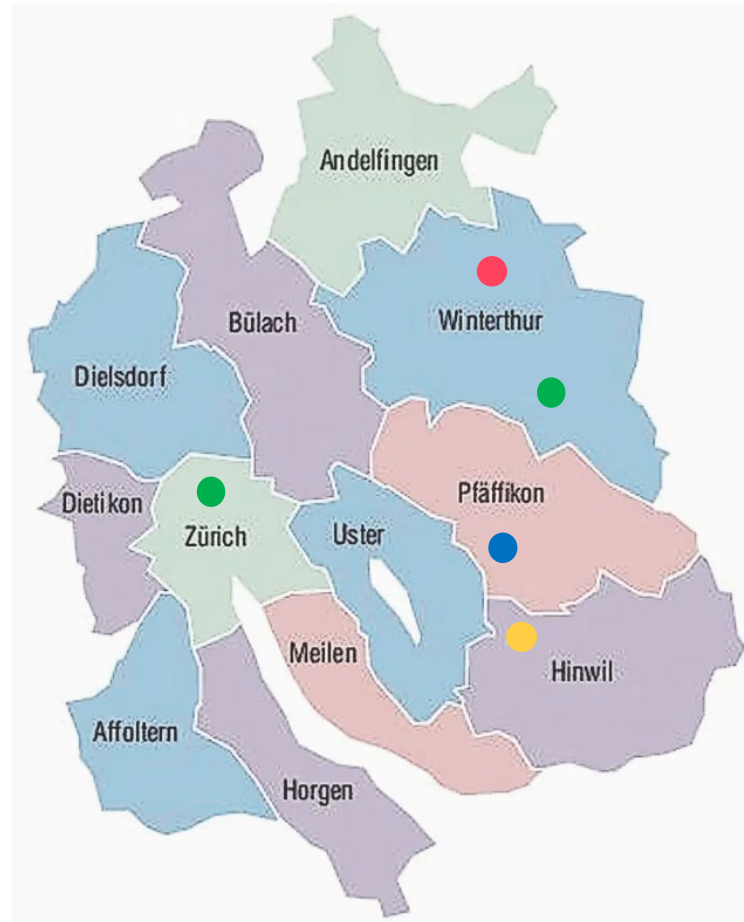 Andelfingen
Bülach
Winterthur
Dielsdorf
Dietikon
Zürich
Uster
Pfäffikon
Meilen
Hinwil
Affoltern
Horgen